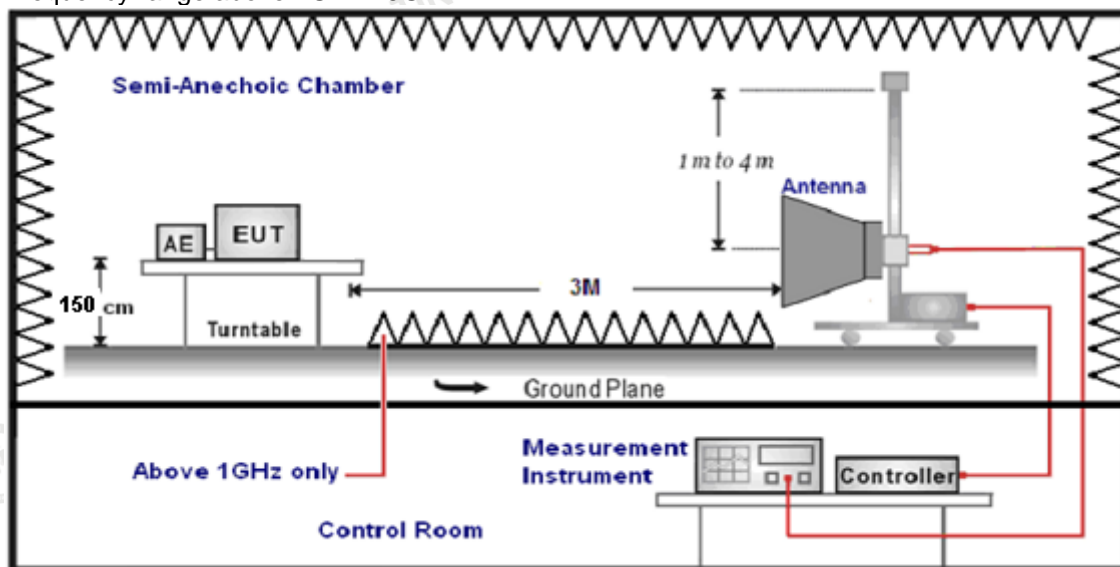 Semi-Anechoic Chamber
1m to 4m
Antenna
AE
EUT
150 cm
3M
Turntable
Ground Plane
Above 1GHz only
Measurement
Instrument
Controller
Control Room